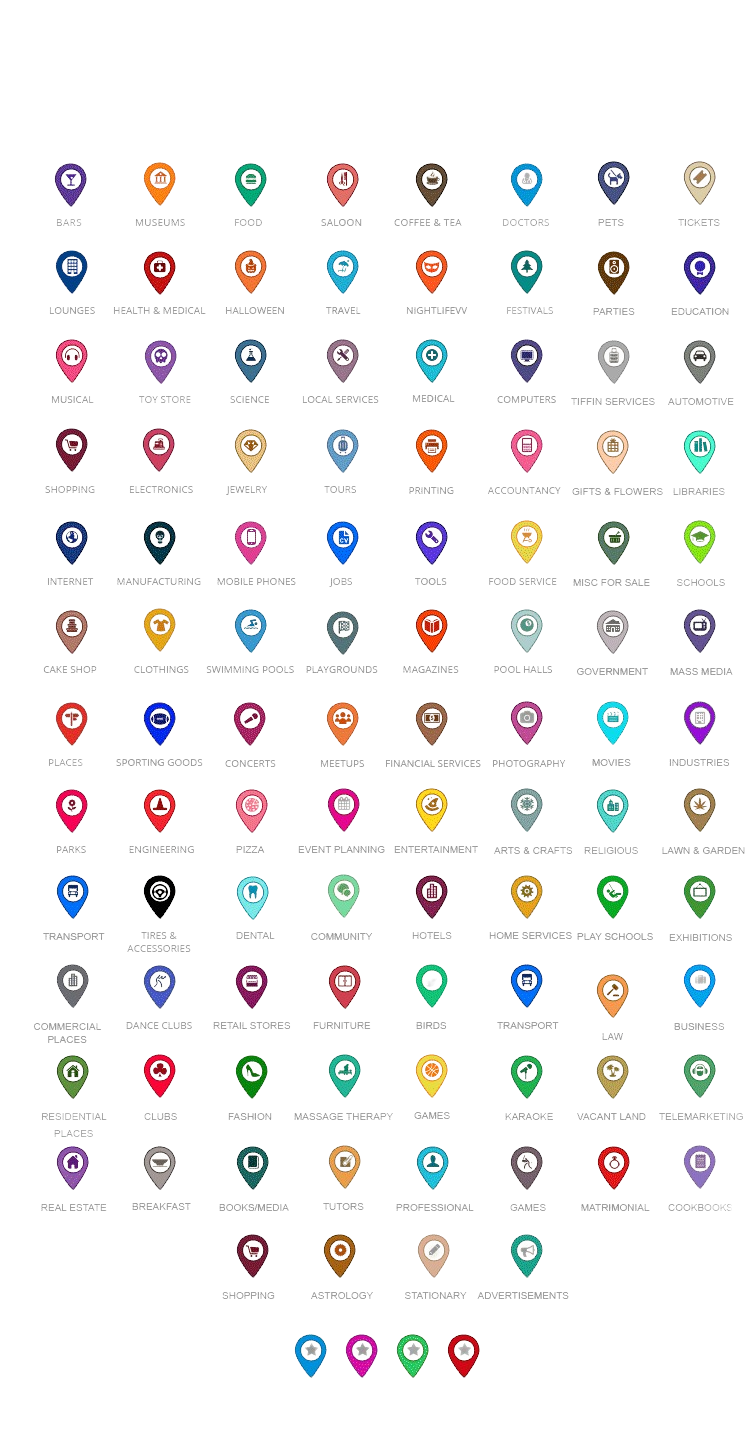 BARS MUSEUMS FOOD SALOON COFFEE & TEA DOCTORS PETS TICKETS
LOUNGES HEALTH & MEDICAL HALLOWEEN TRAVEL NIGHTLIFEVV FESTIVALS PARTIES EDUCATION
MUSICAL TOY STORE SCIENCE LOCAL SERVICES MEDICAL COMPUTERS TIFFIN SERVICES AUTOMOTIVE
SHOPPING ELECTRONICS JEWELRY TOURS PRINTING ACCOUNTANCY GIFTS & FLOWERS LIBRARIES
CV
INTERNET MANUFACTURING MOBILE PHONES JOBS TOOLS FOOD SERVICE MISC FOR SALE SCHOOLS
CAKE SHOP CLOTHINGS SWIMMING POOLS PLAYGROUNDS MAGAZINES POOL HALLS GOVERNMENT MASS MEDIA
PLACES SPORTING GOODS CONCERTS MEETUPS FINANCIAL SERVICES PHOTOGRAPHY MOVIES INDUSTRIES
PARKS ENGINEERING PIZZA EVENT PLANNING ENTERTAINMENT ARTS & CRAFTS RELIGIOUS LAWN & GARDEN
TRANSPORT TIRES & DENTAL COMMUNITY HOTELS HOME SERVICES PLAY SCHOOLS EXHIBITIONS
ACCESSORIES
COMMERCIAL DANCE CLUBS RETAIL STORES FURNITURE BIRDS TRANSPORT LAW BUSINESS
PLACES
RESIDENTIAL CLUBS FASHION MASSAGE THERAPY GAMES KARAOKE VACANT LAND TELEMARKETING
PLACES
REAL ESTATE BREAKFAST BOOKS/MEDIA TUTORS PROFESSIONAL GAMES MATRIMONIAL COOKBOOKS
SHOPPING ASTROLOGY STATIONARY ADVERTISEMENTS